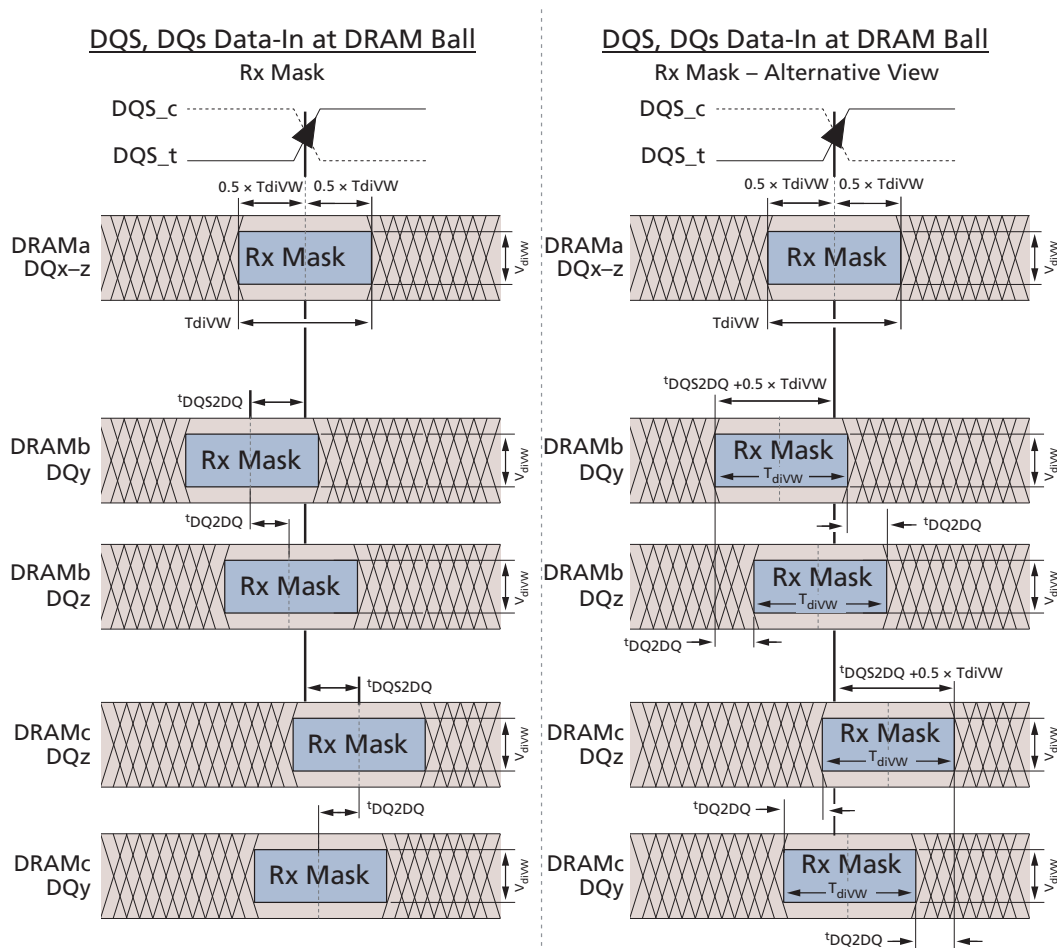 DQS, DQs Data-In at DRAM Ball
Rx Mask
DQS_c
DQS_t
0.5 × TdiVW
0.5 × TdiVW
DRAMa
DQx–z
Rx Mask
VdiVW
TdiVW
tDQS2DQ
DRAMb
DQy
Rx Mask
VdiVW
tDQ2DQ
DRAMb
DQz
Rx Mask
VdiVW
tDQS2DQ
DRAMc
DQz
Rx Mask
VdiVW
tDQ2DQ
DRAMc
DQy
Rx Mask
VdiVW
DQS, DQs Data-In at DRAM Ball
Rx Mask – Alternative View
DQS_c
DQS_t
0.5 × TdiVW
0.5 × TdiVW
DRAMa
DQx–z
Rx Mask
VdiVW
TdiVW
tDQS2DQ +0.5 × TdiVW
DRAMb
DQy
Rx Mask
TdiVW
VdiVW
tDQ2DQ
DRAMb
DQz
Rx Mask
TdiVW
VdiVW
tDQ2DQ
tDQS2DQ +0.5 × TdiVW
DRAMc
DQz
Rx Mask
TdiVW
VdiVW
tDQ2DQ
DRAMc
DQy
Rx Mask
TdiVW
VdiVW
tDQ2DQ